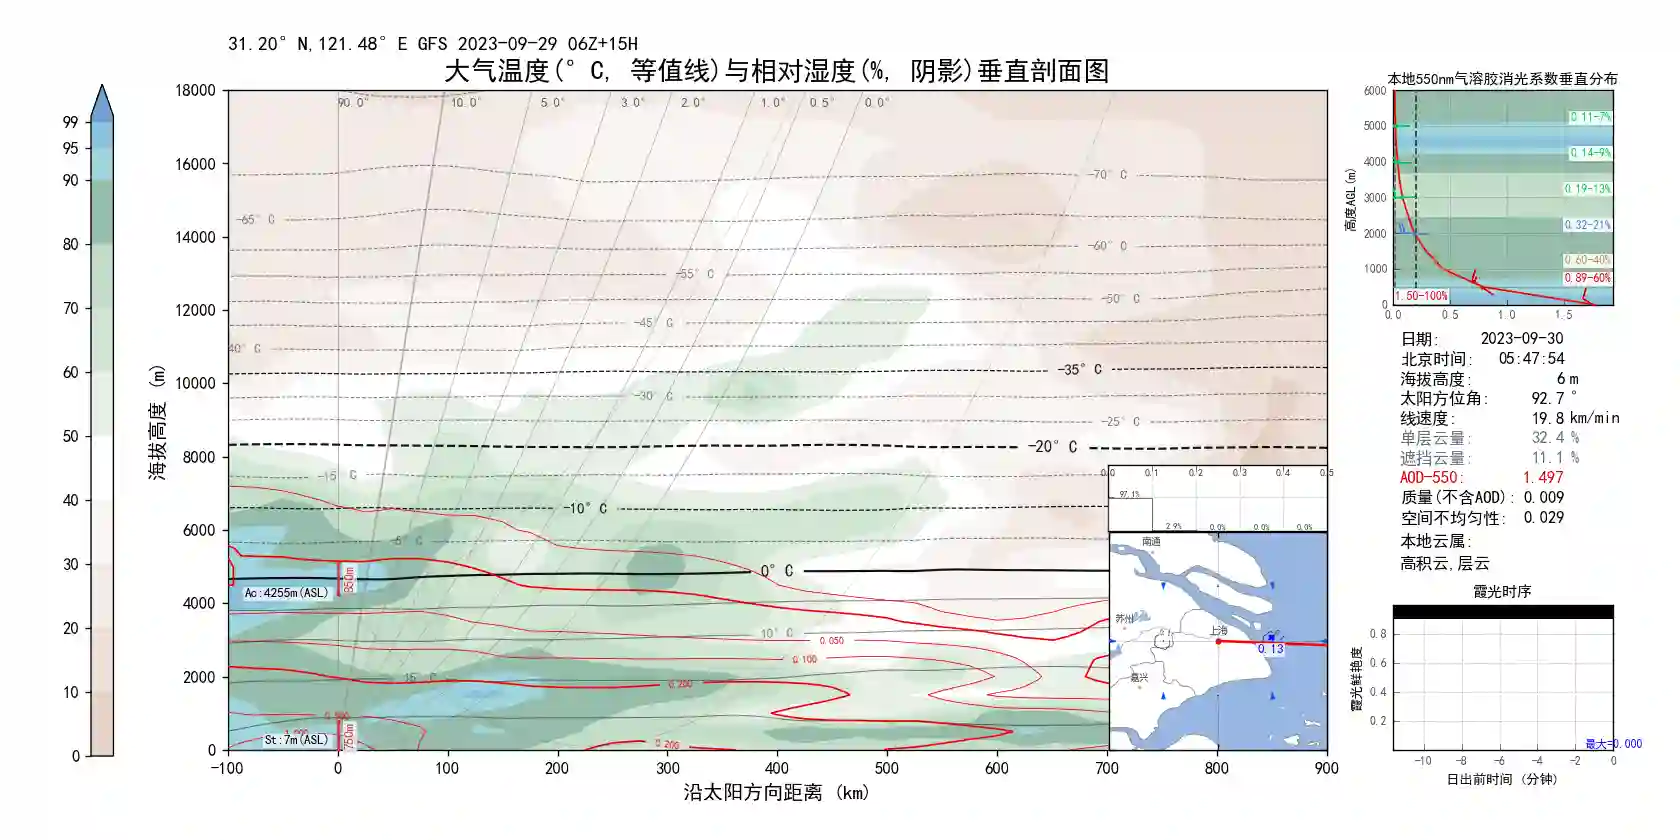 31.20° N,121.48° E GFS 2023-09-29 06Z+15H
大气温度(° C, 等值线)与相对湿度(%, 阴影)垂直剖面图
99
95
90
80
70
60
50
40
30
20
10
0
海拔高度 (m)
18000
16000
14000
12000
10000
8000
6000
4000
2000
0
90.0° 10.0° 5.0° 3.0° 2.0° 1.0° 0.5° 0.0°
-70° C
-65° C
-60° C
-55° C
-50° C
-45° C
40° C
-35° C
-30° C
-25° C
-20° C
-15° C
-10° C
-5° C
0° C
10° C
15° C
850m
Ac:4255m(ASL)
0.050
0.100
0.200
0.500
St:7m(ASL)
750m
0.200
-100 0 100 200 300 400 500 600 700 800 900
沿太阳方向距离 (km)
0.0 0.1 0.2 0.3 0.4 0.5
97.1%
2.9% 0.0% 0.0% 0.0%
南通
苏州
上海
0.13
嘉兴
本地550nm气溶胶消光系数垂直分布
高度AGL(m)
6000
5000
4000
3000
2000
1000
0
0.11-7%
0.14-9%
0.19-13%
0.32-21%
0.60-40%
0.89-60%
1.50-100%
0.0 0.5 1.0 1.5
日期: 2023-09-30
北京时间: 05:47:54
海拔高度: 6 m
太阳方位角: 92.7 °
线速度: 19.8 km/min
单层云量: 32.4 %
遮挡云量: 11.1 %
AOD-550: 1.497
质量(不含AOD): 0.009
空间不均匀性: 0.029
本地云属:
高积云,层云
霞光时序
霞光鲜艳度
0.8
0.6
0.4
0.2
最大=0.000
-10 -8 -6 -4 -2 0
日出前时间 (分钟)